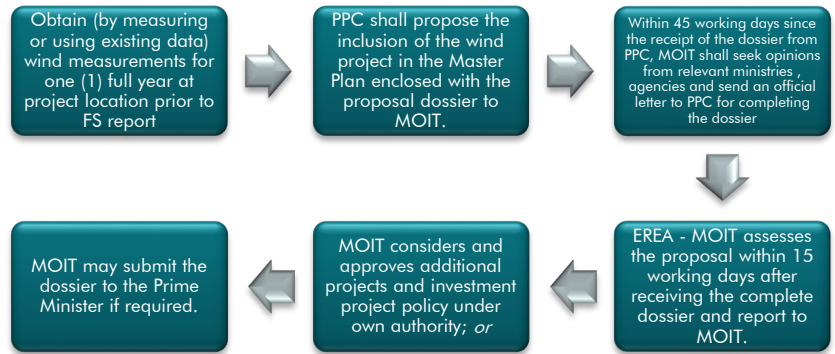 Obtain (by measuring
or using existing data)
wind measurements for
one (1) full year at
project location prior to
FS report
PPC shall propose the
inclusion of the wind
project in the Master
Plan enclosed with the
proposal dossier to
MOIT.
Within 45 working days since
the receipt of the dossier from
PPC, MOIT shall seek opinions
from relevant ministries ,
agencies and send an official
letter to PPC for completing
the dossier
EREA - MOIT assesses
the proposal within 15
working days after
receiving the complete
dossier and report to
MOIT.
MOIT considers and
approves additional
projects and investment
project policy under
own authority; or
MOIT may submit the
dossier to the Prime
Minister if required.